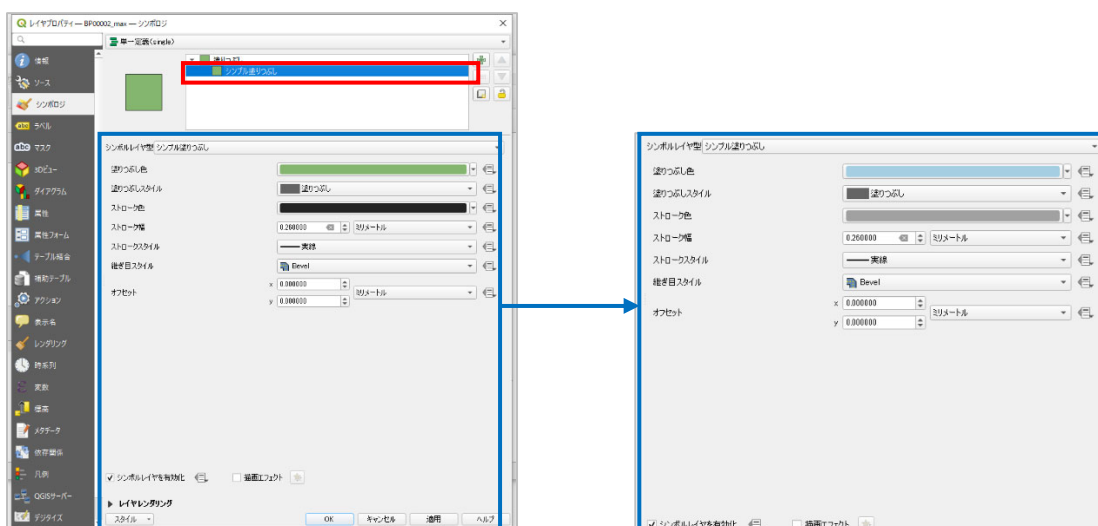 レイヤプロパティ — BP00002_max — シンボロジ
単一定義(single)
情報
ソース
シンボロジ
ラベル
マスク
3Dビュー
ダイアグラム
属性
属性フォーム
テーブル結合
補助テーブル
アクション
表示名
レンダリング
時系列
変数
標高
メタデータ
依存関係
凡例
QGISサーバー
デジタイズ
塗りつぶし
シンプル塗りつぶし
シンボルレイヤ型 シンプル塗りつぶし
塗りつぶし色
塗りつぶしスタイル 塗りつぶし
ストローク色
ストローク幅 0.260000 ミリメートル
ストロークスタイル 実線
継ぎ目スタイル Bevel
オフセット x 0.000000 ミリメートル
y 0.000000
シンボルレイヤを有効化 描画エフェクト
レイヤレンダリング
スタイル OK キャンセル 適用 ヘルプ
シンボルレイヤ型 シンプル塗りつぶし
塗りつぶし色
塗りつぶしスタイル 塗りつぶし
ストローク色
ストローク幅 0.260000 ミリメートル
ストロークスタイル 実線
継ぎ目スタイル Bevel
オフセット x 0.000000 ミリメートル
y 0.000000
シンボルレイヤを有効化 描画エフェクト